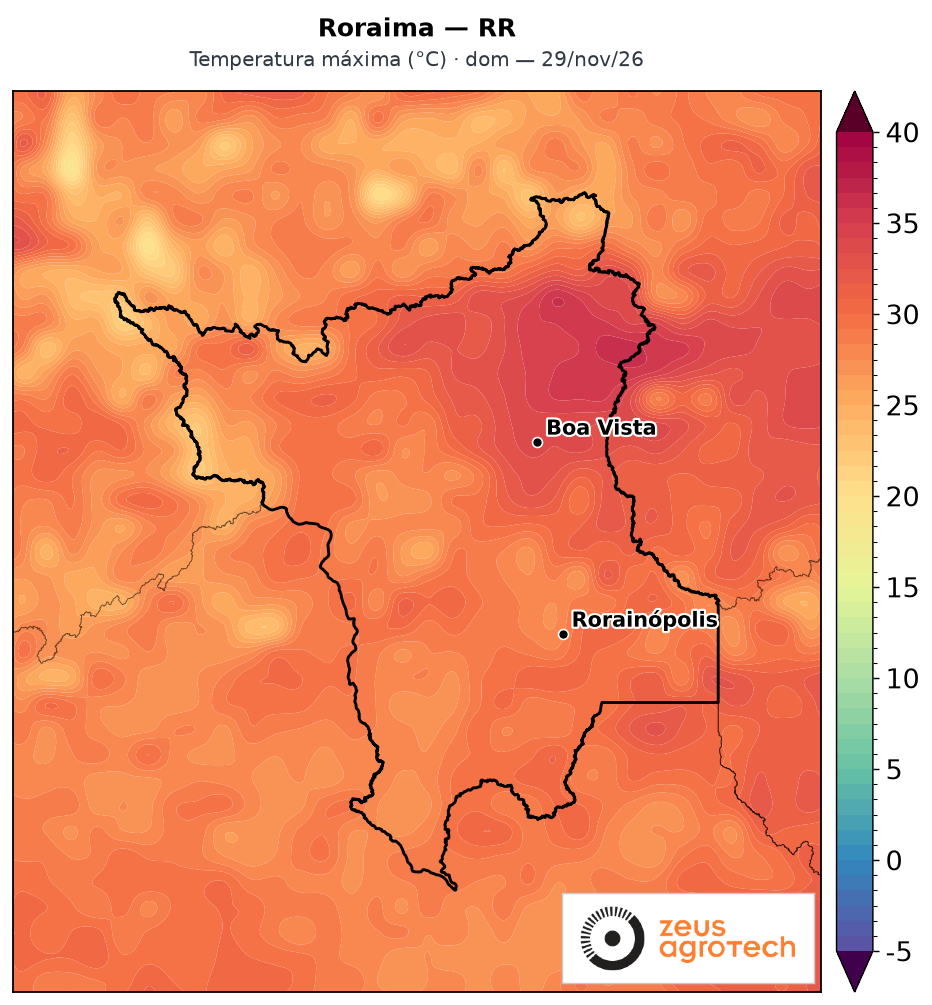 Roraima — RR
Temperatura máxima (°C) · dom — 29/nov/26
40
35
30
25
20
15
10
5
0
-5
Boa Vista
Rorainópolis
zeus
agrotech